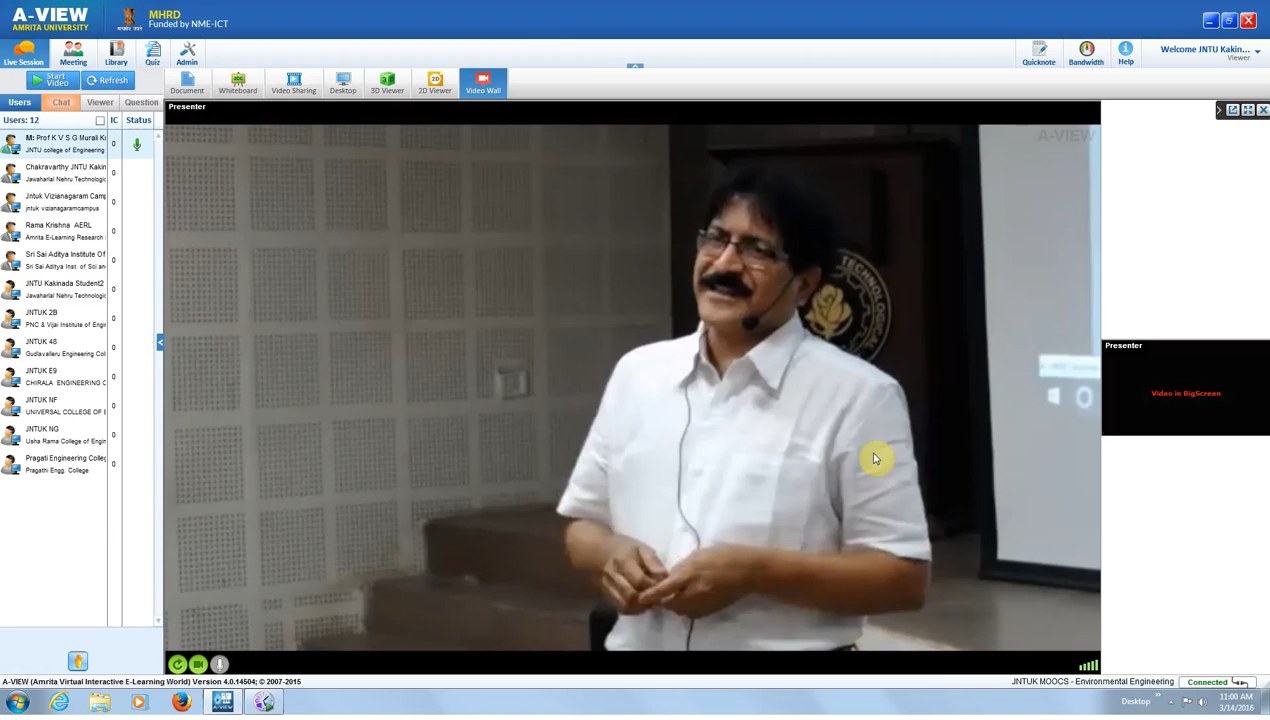 A-VIEW
AMRITA UNIVERSITY
MHRD
Funded by NME-ICT
Live Session
Meeting
Library
Quiz
Admin
Quicknote
Bandwidth
Help
Welcome JNTU Kakin...
Viewer
Start Video
Refresh
Document
Whiteboard
Video Sharing
Desktop
3D Viewer
2D
2D Viewer
Video Wall
Users
Chat
Viewer
Question
Users: 12
IC
Status
M: Prof K V S G Murali Kr
JNTU college of Engineering
0
Chakravarthy JNTU Kakin
Jawaharlal Nehru Technologic
0
Jntuk Vizianagaram Camp
jntuk vizianagaramcampus
0
Rama Krishna AERL
Amrita E-Learning Research
0
Sri Sai Aditya Institute Of
Sri Sai Aditya Inst. of Sci an
0
JNTU Kakinada Student2
Jawaharlal Nehru Technologic
0
JNTUK 2B
PNC & Vijai Institute of Engir
0
JNTUK 48
Gudlavalleru Engineering Col
0
JNTUK E9
CHIRALA ENGINEERING C
0
JNTUK NF
UNIVERSAL COLLEGE OF E
0
JNTUK NG
Usha Rama College of Engin
0
Pragati Engineering Colleg
Pragathi Engg. College
0
Presenter
A-VIEW
TECHNOLOGICAL
Presenter
Video in BigScreen
A-VIEW (Amrita Virtual Interactive E-Learning World) Version 4.0.14504; © 2007-2015
JNTUK MOOCS - Environmental Engineering
Connected
Desktop
11:00 AM
3/14/2016